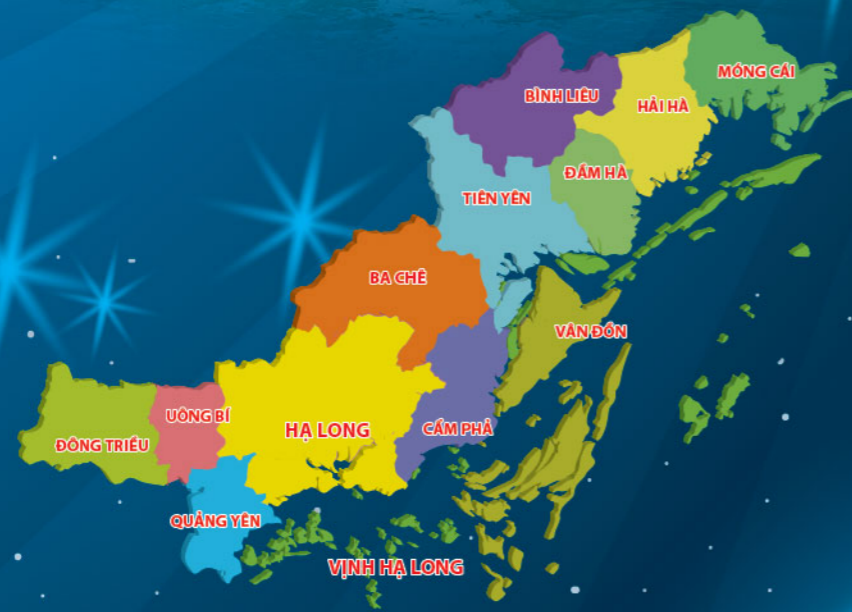 MÓNG CÁI
BÌNH LIÊU
HẢI HÀ
ĐẦM HÀ
TIÊN YÊN
BA CHẼ
VÂN ĐỒN
UÔNG BÍ
HẠ LONG
CẨM PHẢ
ĐÔNG TRIỀU
QUẢNG YÊN
VỊNH HẠ LONG